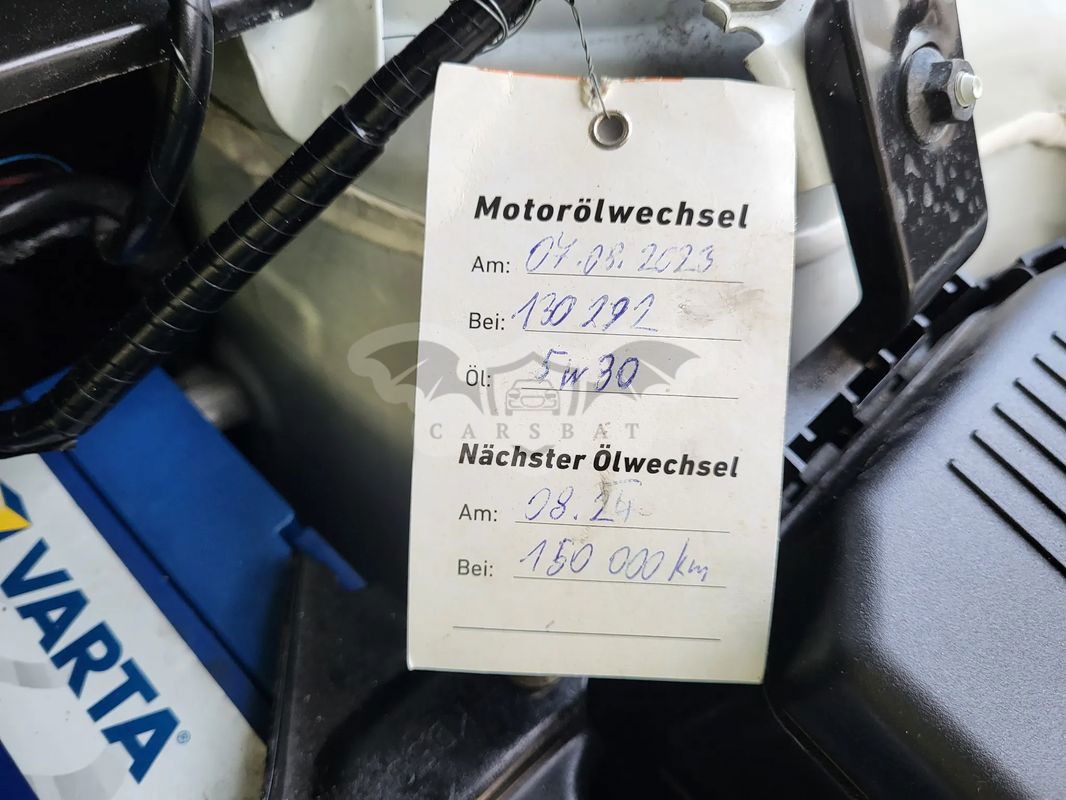 Motorölwechsel
Am: 07.08.2023
Bei: 130 292
Öl: 5w30
CARSBAT
Nächster Ölwechsel
Am: 08.24
Bei: 150 000 km
VARTA®